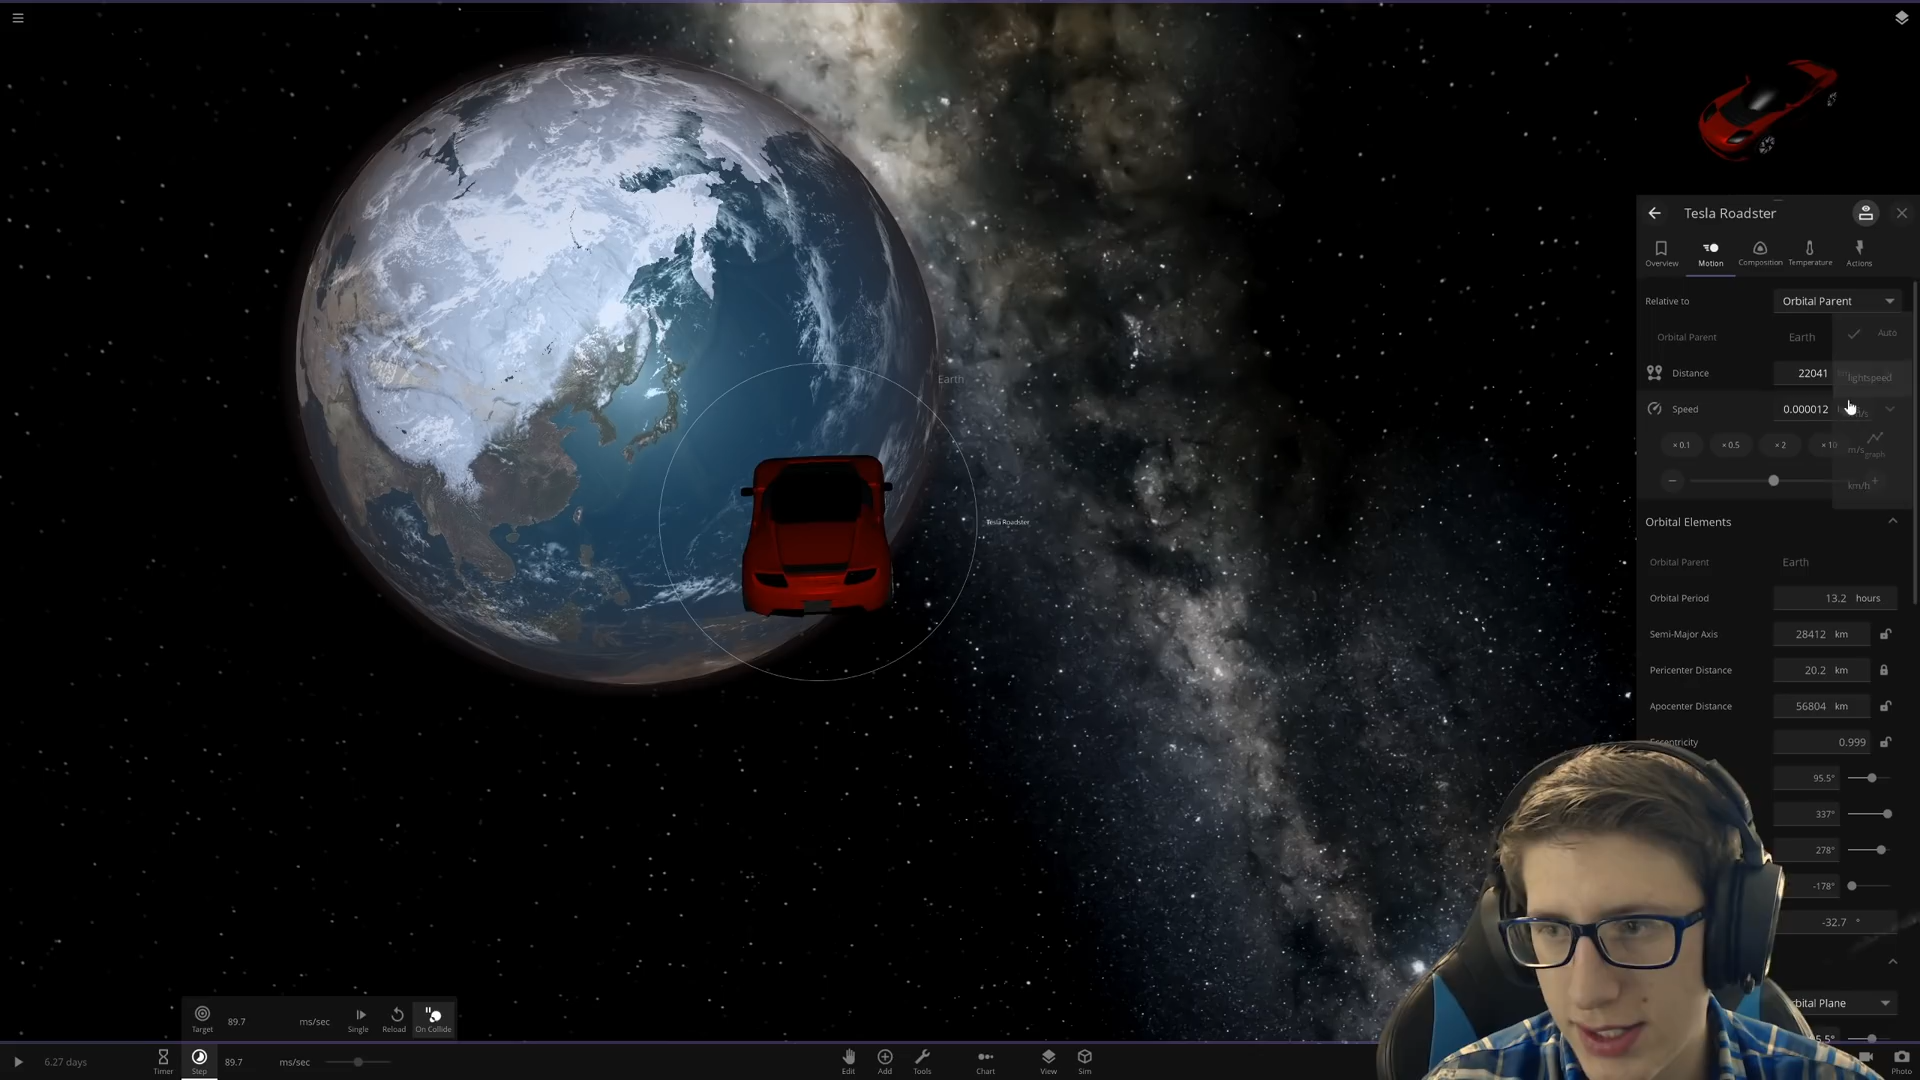 Tesla Roadster
Overview
Motion
Composition
Temperature
Actions
Relative to
Orbital Parent
Orbital Parent
Earth
Auto
Distance
22041
lightspeed
Speed
0.000012
× 0.1
× 0.5
× 2
× 10
m/s
graph
km/h
Earth
Tesla Roadster
Orbital Elements
Orbital Parent
Earth
Orbital Period
13.2 hours
Semi-Major Axis
28412 km
Pericenter Distance
20.2 km
Apocenter Distance
56804 km
Eccentricity
0.999
95.5°
337°
278°
-178°
-32.7 °
Target
89.7
ms/sec
Single
Reload
On Collide
6.27 days
Timer
Step
89.7
ms/sec
Edit
Add
Tools
Chart
View
Sim
Photo